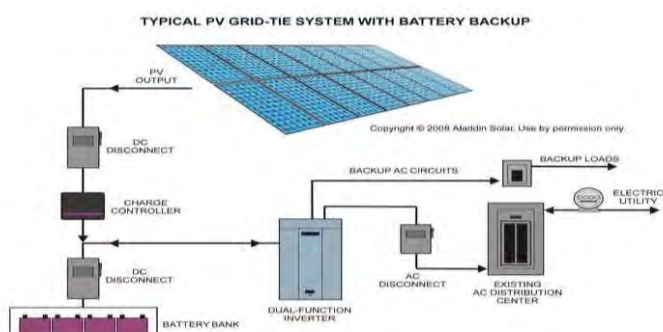 TYPICAL PV GRID-TIE SYSTEM WITH BATTERY BACKUP
PV
OUTPUT
Copyright © 2008 Aladdin Solar. Use by permission only.
DC
DISCONNECT
BACKUP AC CIRCUITS
BACKUP LOADS
ELECTRIC
UTILITY
CHARGE
CONTROLLER
DC
DISCONNECT
AC
DISCONNECT
EXISTING
AC DISTRIBUTION
CENTER
DUAL-FUNCTION
INVERTER
BATTERY BANK